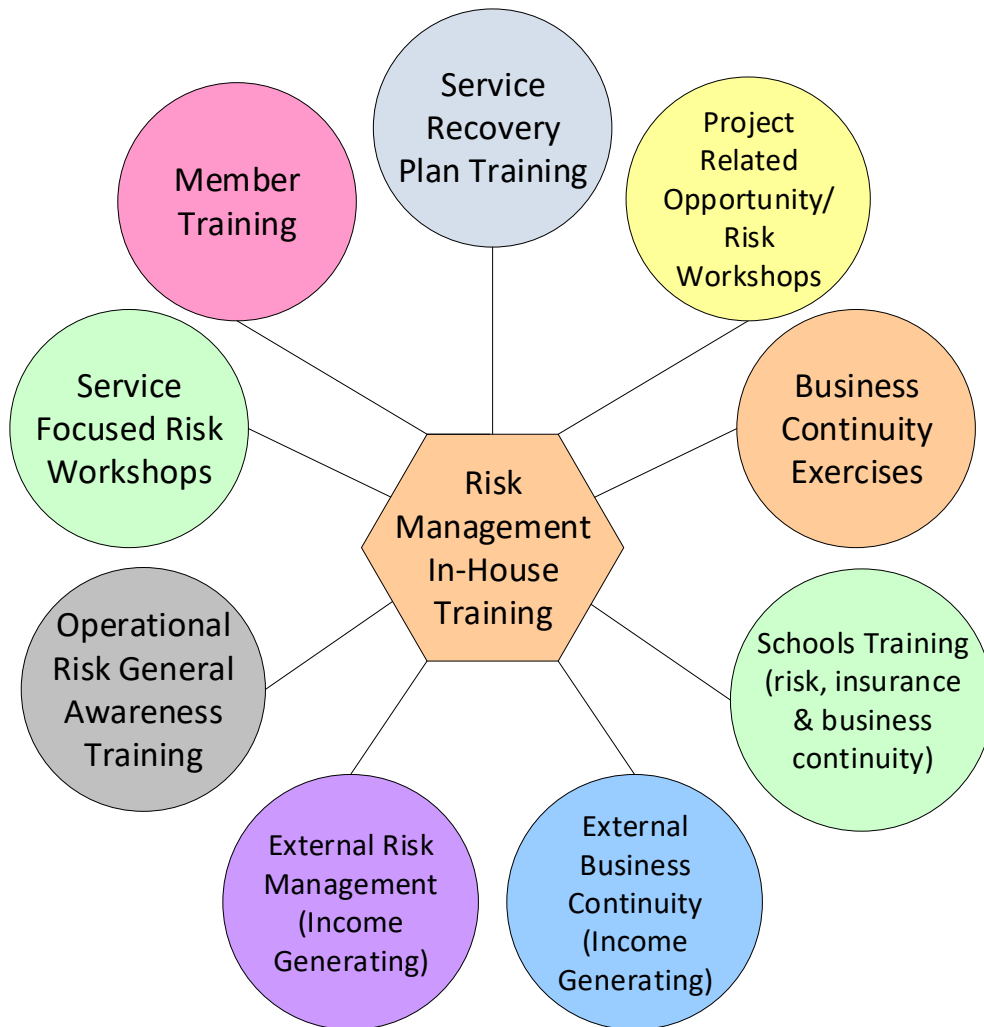 Service
Recovery
Plan Training
Project
Related
Opportunity/
Risk
Workshops
Member
Training
Service
Focused Risk
Workshops
Business
Continuity
Exercises
Risk
Management
In-House
Training
Operational
Risk General
Awareness
Training
Schools Training
(risk, insurance
& business
continuity)
External Risk
Management
(Income
Generating)
External
Business
Continuity
(Income
Generating)